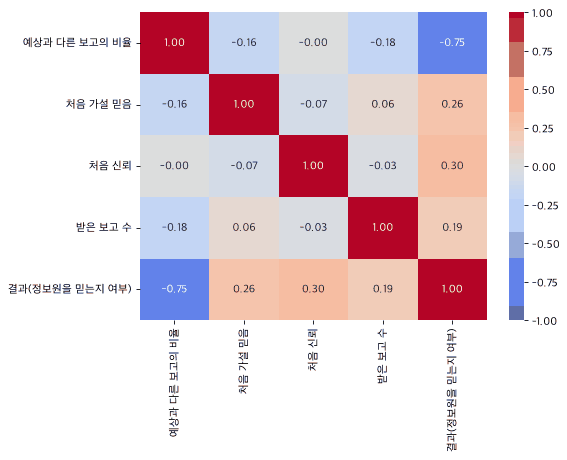 예상과 다른 보고의 비율 1.00 -0.16 -0.00 -0.18 -0.75
처음 가설 믿음 -0.16 1.00 -0.07 0.06 0.26
처음 신뢰 -0.00 -0.07 1.00 -0.03 0.30
받은 보고 수 -0.18 0.06 -0.03 1.00 0.19
결과(정보원을 믿는지 여부) -0.75 0.26 0.30 0.19 1.00
예상과 다른 보고의 비율
처음 가설 믿음
처음 신뢰
받은 보고 수
결과(정보원을 믿는지 여부)
1.00
0.75
0.50
0.25
0.00
-0.25
-0.50
-0.75
-1.00